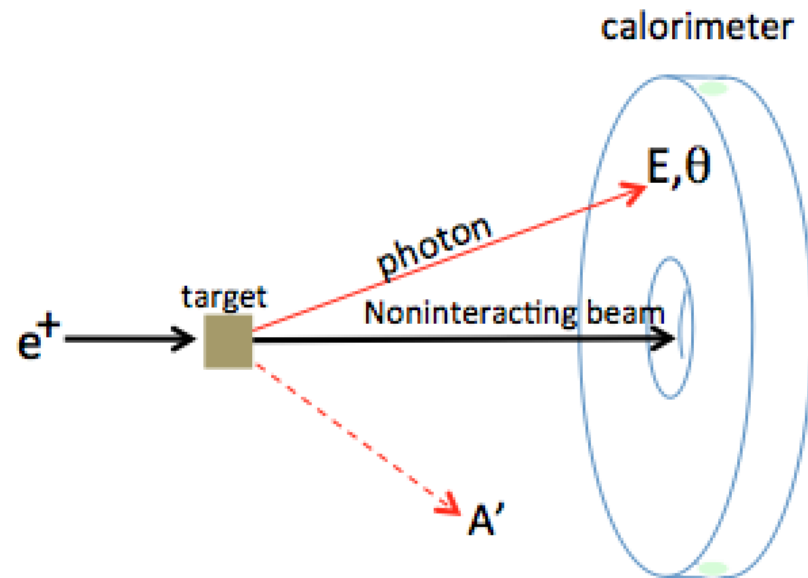 calorimeter
E,θ
photon
target
Noninteracting beam
e⁺
A’